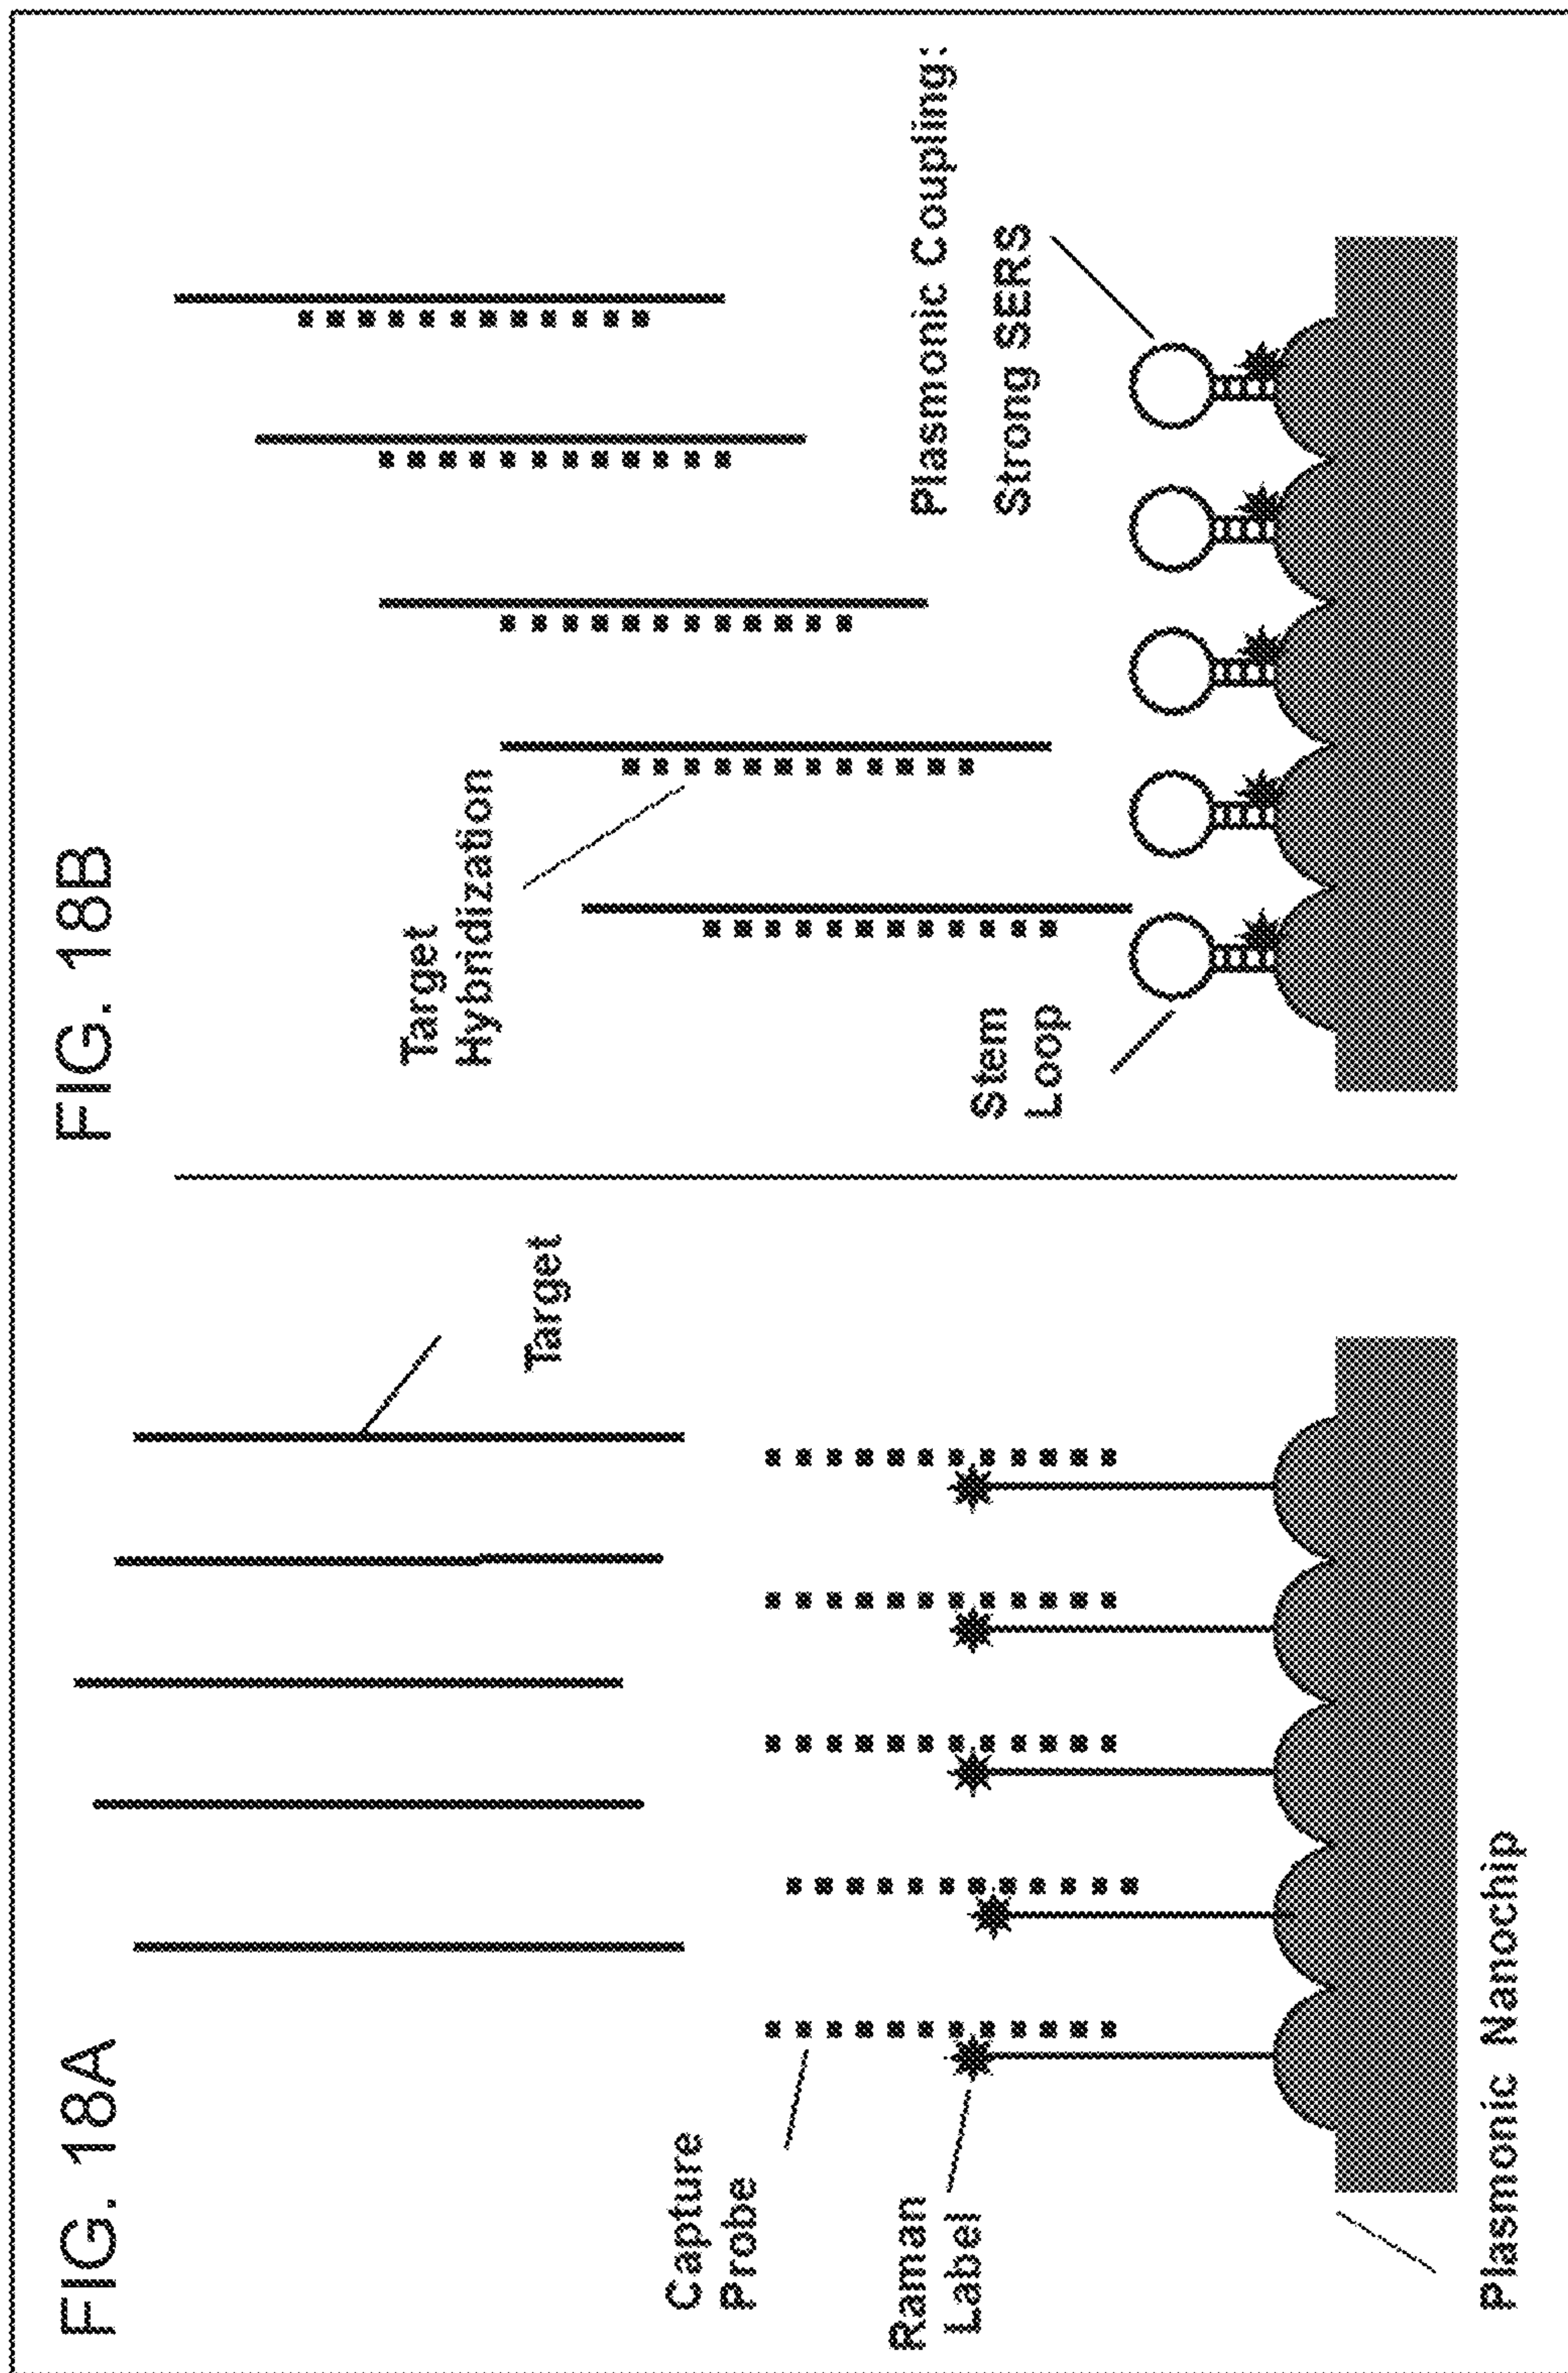 FIG. 18A
Target
Capture
Probe
Raman
Label
Plasmonic Nanochip
FIG. 18B
Target
Hybridization
Stem
Loop
Plasmonic Coupling:
Strong SERS